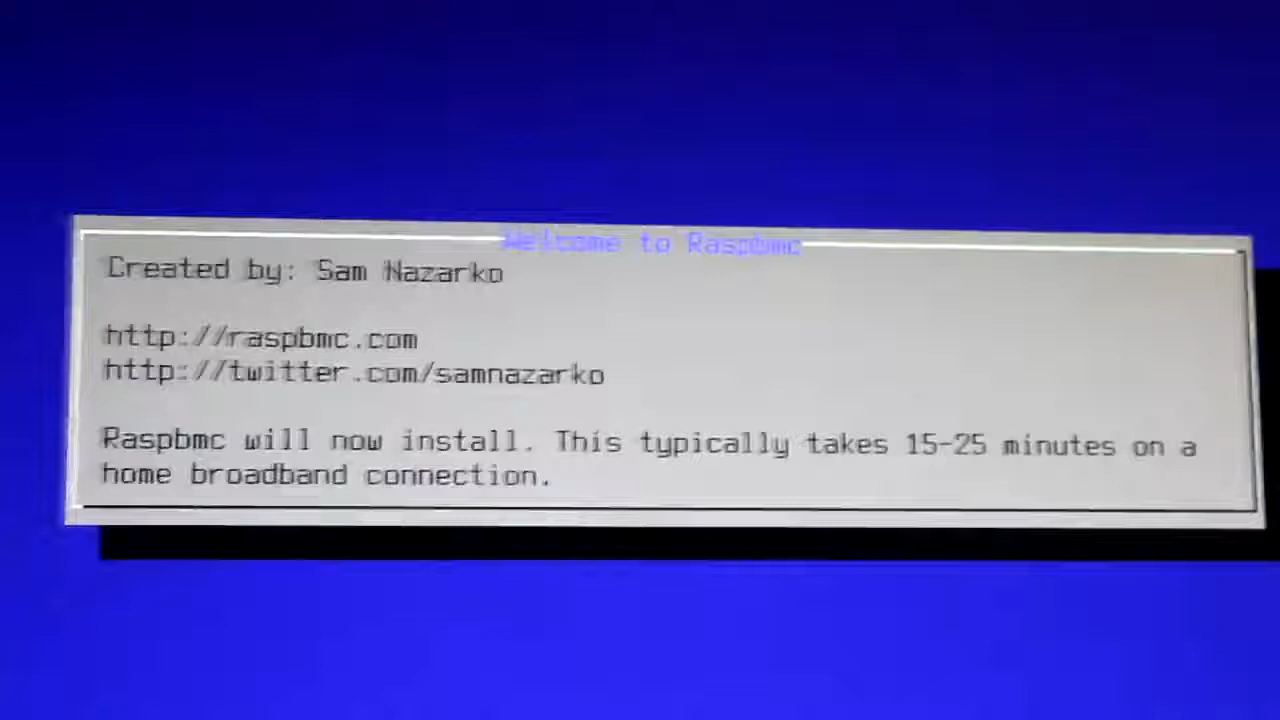 Welcome to Raspbmc
Created by: Sam Nazarko
http://raspbmc.com
http://twitter.com/samnazarko
Raspbmc will now install. This typically takes 15-25 minutes on a
home broadband connection.